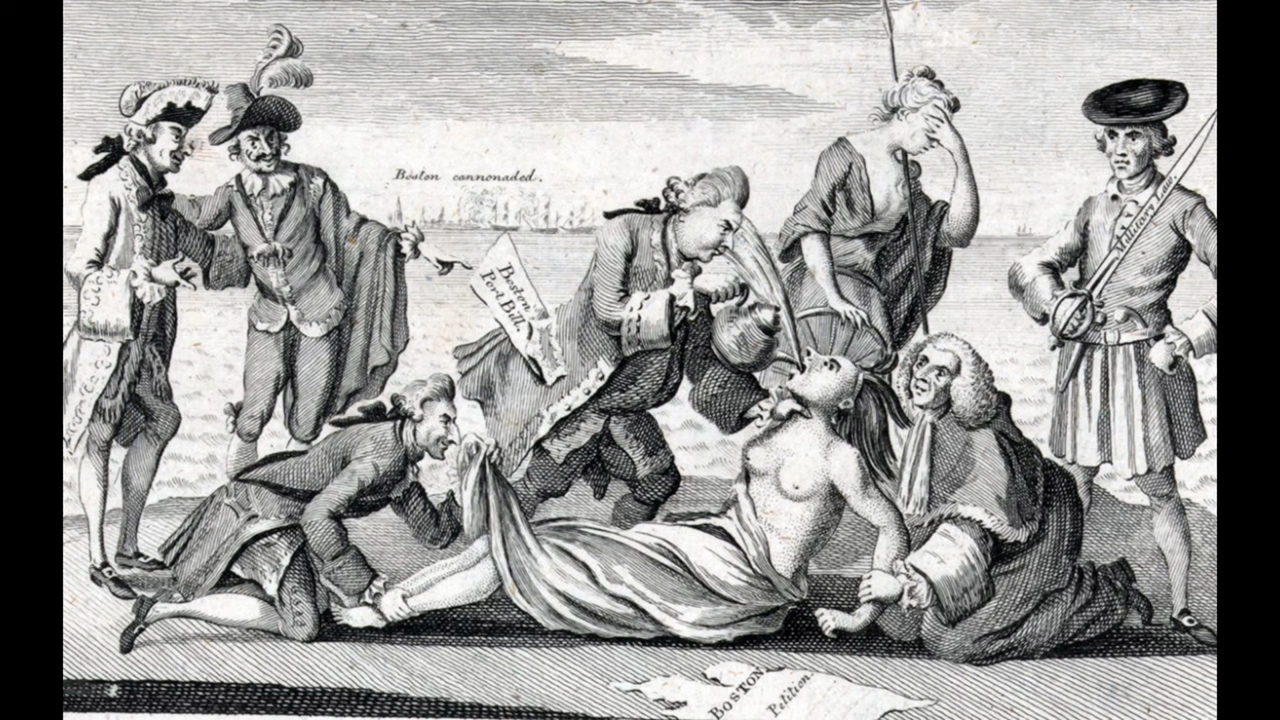 Boston cannonaded.
Boston
Port Bill.
Military Law
BOSTON
Petition